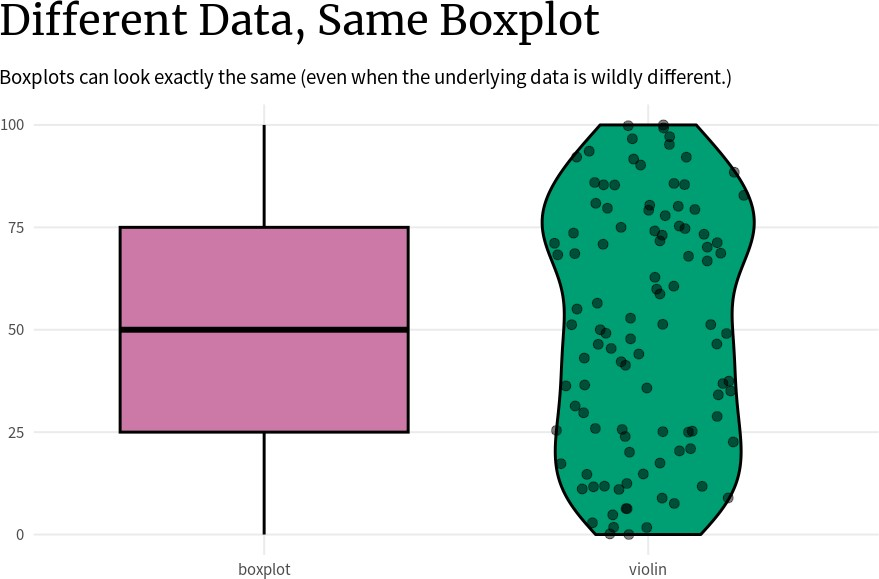 Different Data, Same Boxplot
Boxplots can look exactly the same (even when the underlying data is wildly different.)
100
75
50
25
0
boxplot violin